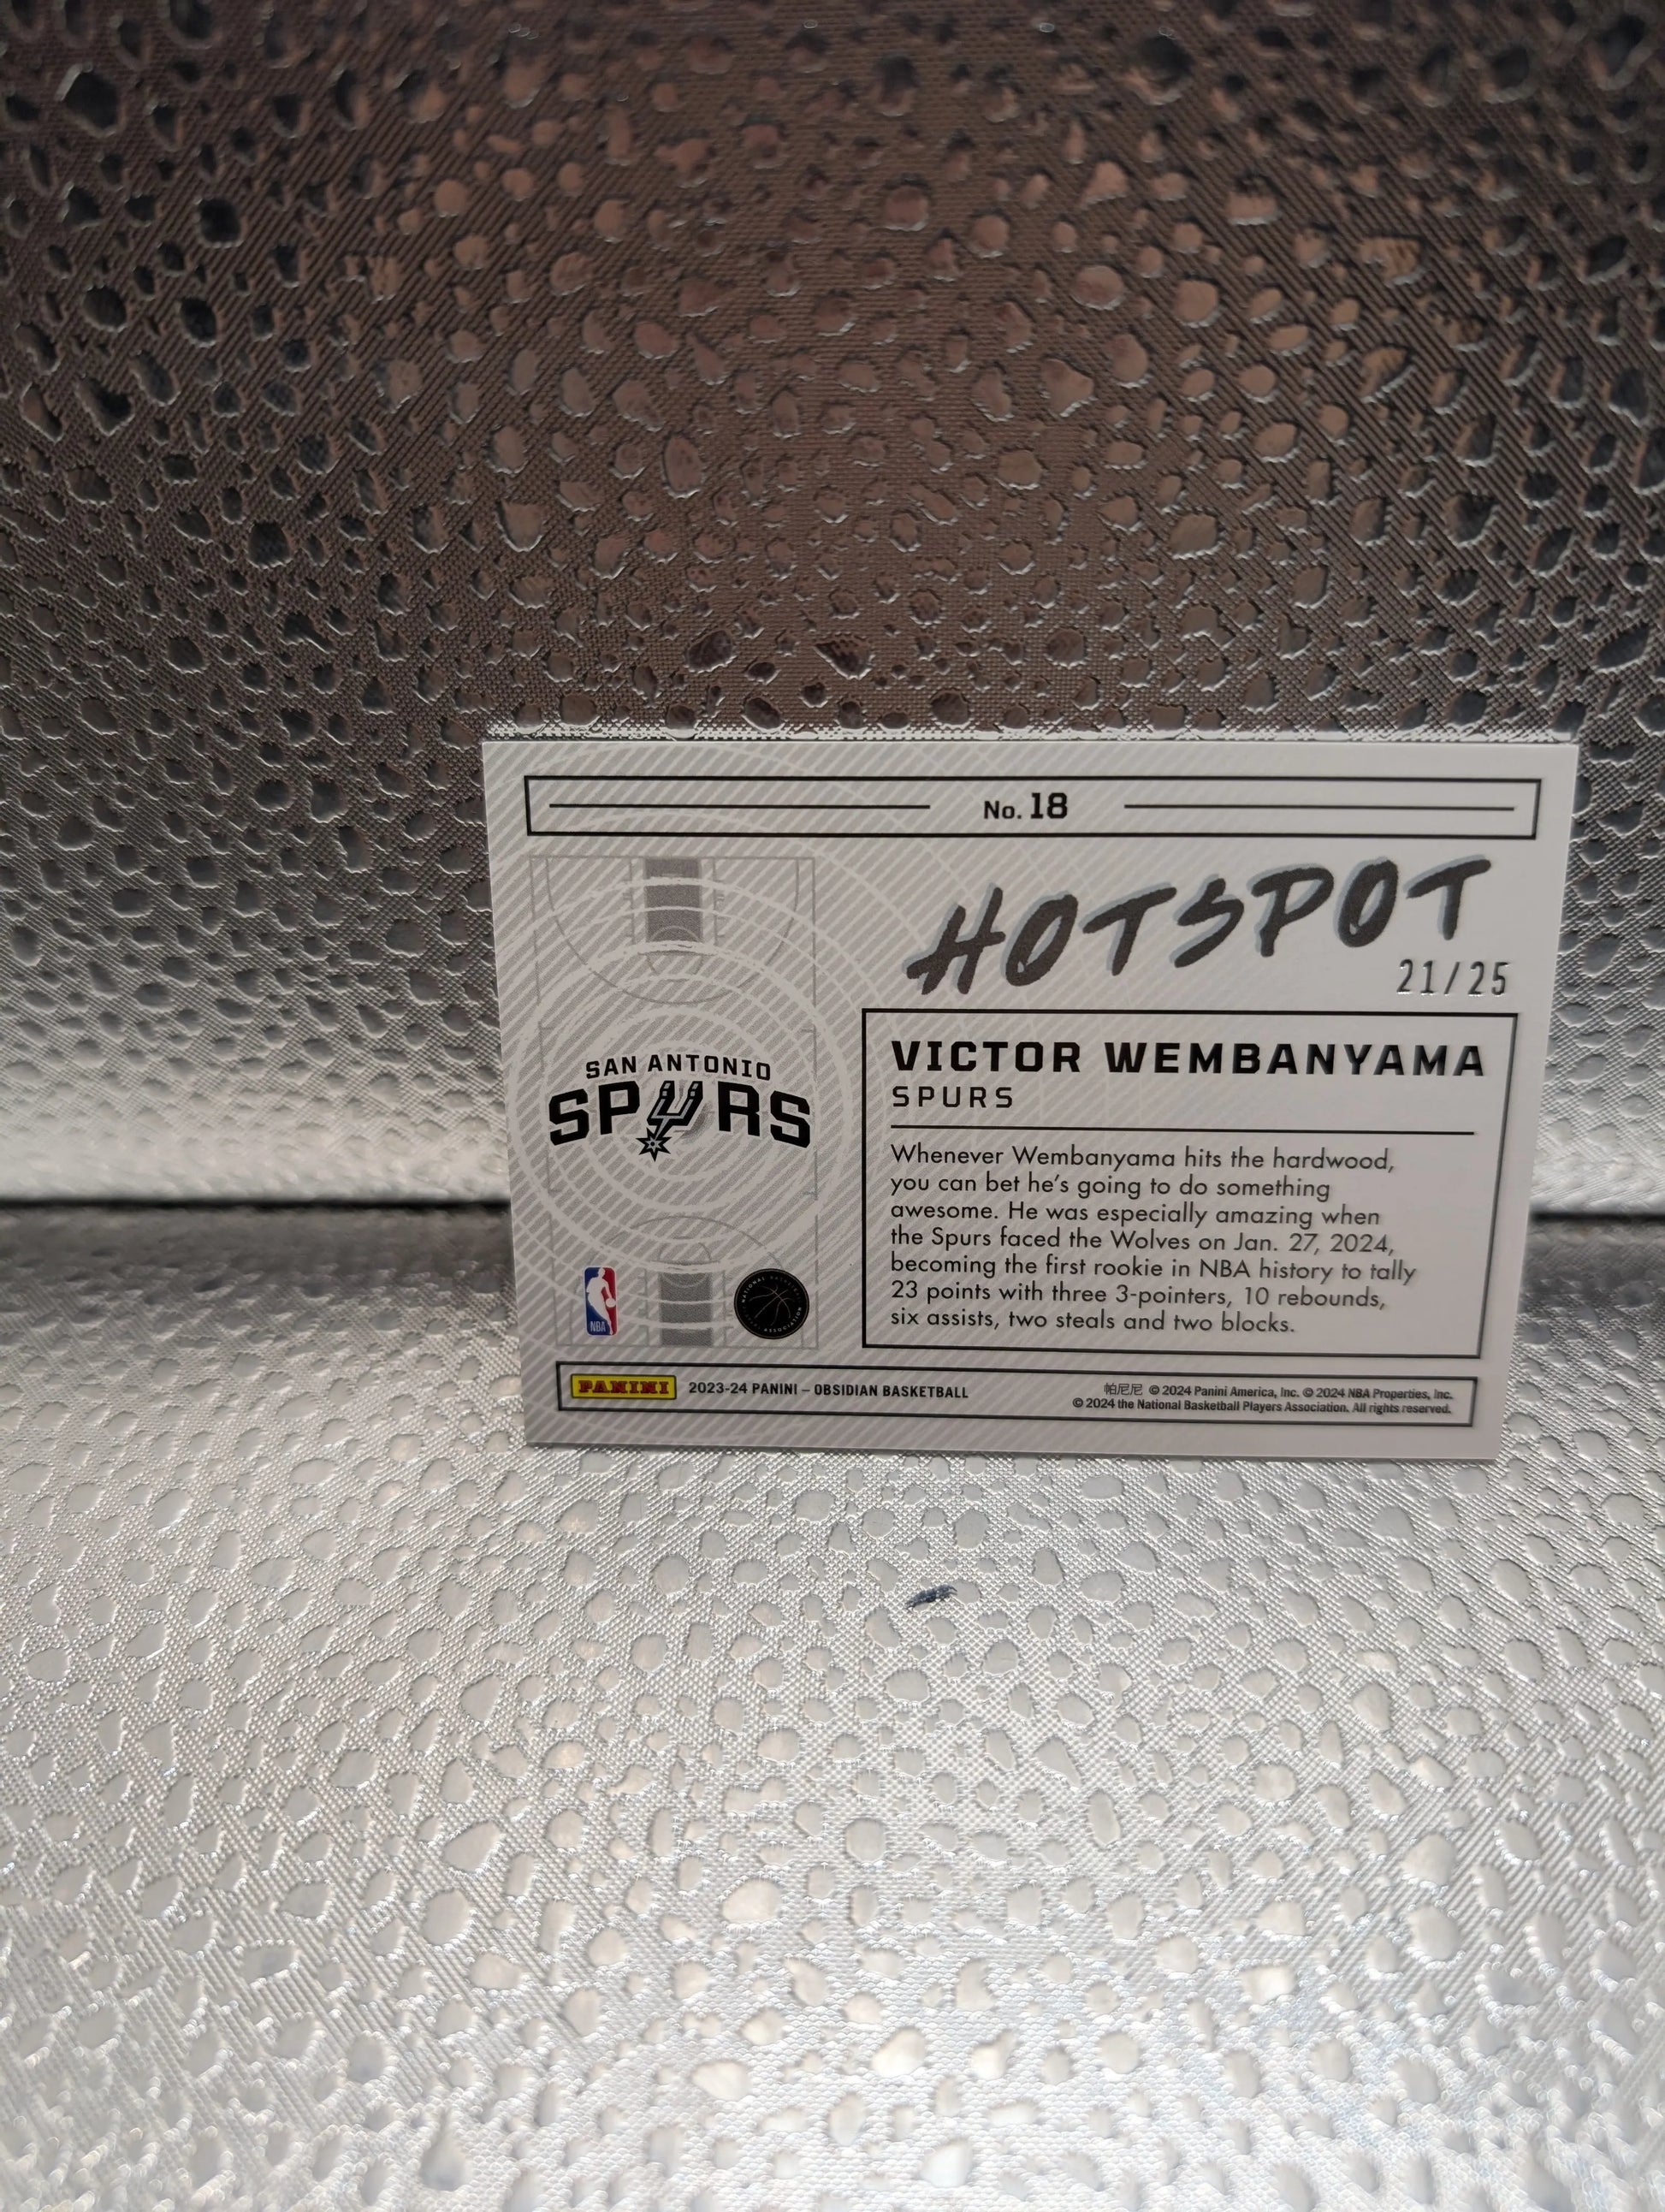 No. 18
HOTSPOT
21/25
SAN ANTONIO
SPURS
VICTOR WEMBANYAMA
SPURS
Whenever Wembanyama hits the hardwood,
you can bet he's going to do something
awesome. He was especially amazing when
the Spurs faced the Wolves on Jan. 27, 2024,
becoming the first rookie in NBA history to tally
23 points with three 3-pointers, 10 rebounds,
six assists, two steals and two blocks.
NBA
PANINI 2023-24 PANINI – OBSIDIAN BASKETBALL
帕尼尼 © 2024 Panini America, Inc. © 2024 NBA Properties, Inc.
© 2024 the National Basketball Players Association. All rights reserved.